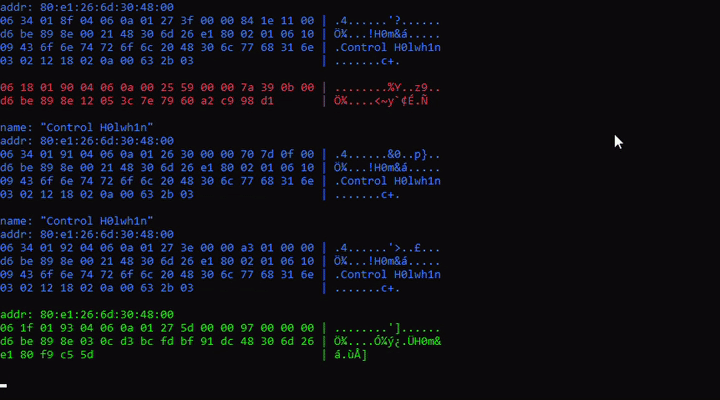 addr: 80:e1:26:6d:30:48:00
06 34 01 8f 04 06 0a 01 27 3f 00 00 84 1e 11 00 | .4......'?......
d6 be 89 8e 00 21 48 30 6d 26 e1 80 02 01 06 10 | Ö¾...!H0m&á.....
09 43 6f 6e 74 72 6f 6c 20 48 30 6c 77 68 31 6e | .Control H0lwh1n
03 02 12 18 02 0a 00 63 2b 03 | .......c+.
06 18 01 90 04 06 0a 00 25 59 00 00 7a 39 0b 00 | ........%Y..z9..
d6 be 89 8e 12 05 3c 7e 79 60 a2 c9 98 d1 | Ö¾....<~y`¢É.Ñ
name: "Control H0lwh1n"
addr: 80:e1:26:6d:30:48:00
06 34 01 91 04 06 0a 01 26 30 00 00 70 7d 0f 00 | .4......&0..p}..
d6 be 89 8e 00 21 48 30 6d 26 e1 80 02 01 06 10 | Ö¾...!H0m&á.....
09 43 6f 6e 74 72 6f 6c 20 48 30 6c 77 68 31 6e | .Control H0lwh1n
03 02 12 18 02 0a 00 63 2b 03 | .......c+.
name: "Control H0lwh1n"
addr: 80:e1:26:6d:30:48:00
06 34 01 92 04 06 0a 01 27 3e 00 00 a3 01 00 00 | .4......'>..£...
d6 be 89 8e 00 21 48 30 6d 26 e1 80 02 01 06 10 | Ö¾...!H0m&á.....
09 43 6f 6e 74 72 6f 6c 20 48 30 6c 77 68 31 6e | .Control H0lwh1n
03 02 12 18 02 0a 00 63 2b 03 | .......c+.
addr: 80:e1:26:6d:30:48:00
06 1f 01 93 04 06 0a 01 27 5d 00 00 97 00 00 00 | ........']......
d6 be 89 8e 03 0c d3 bc fd bf 91 dc 48 30 6d 26 | Ö¾....Ó¼ý¿.ÜH0m&
e1 80 f9 c5 5d | á.ùÅ]